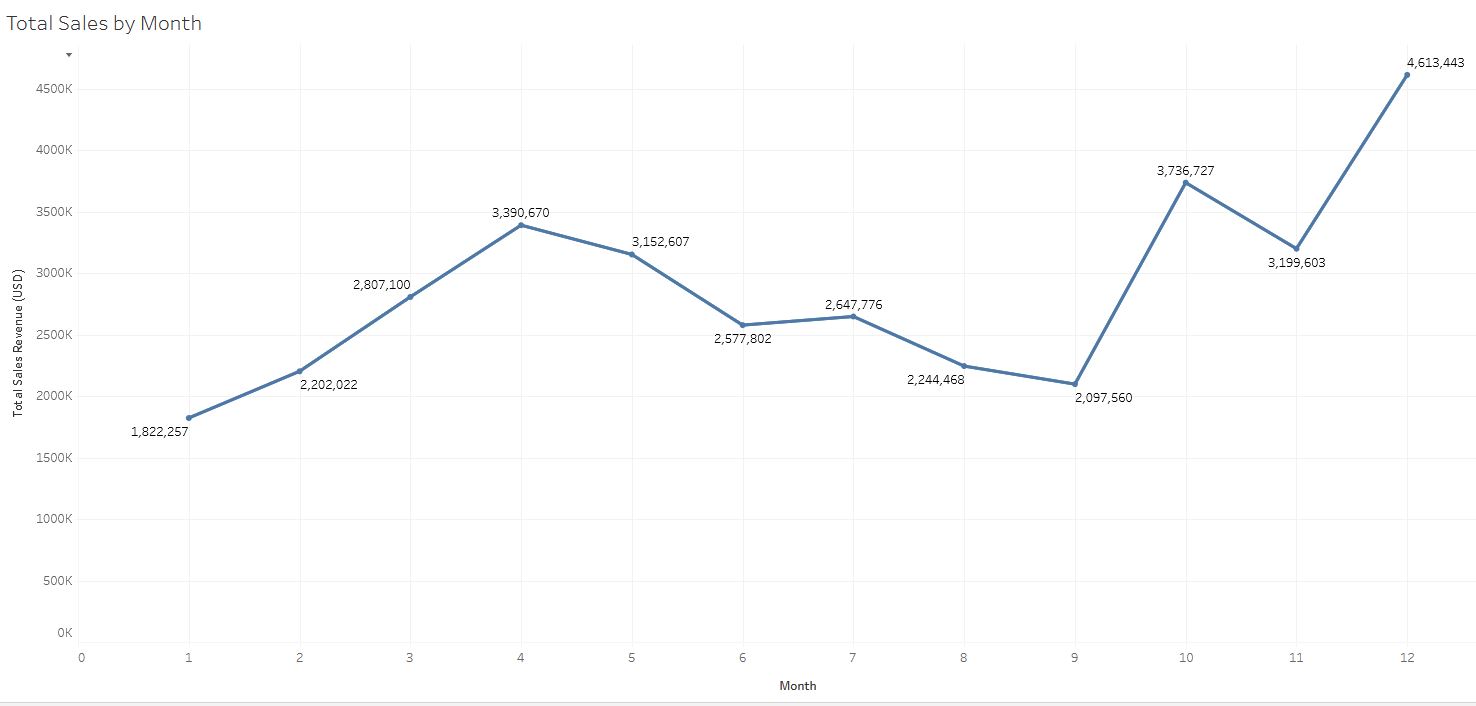 Total Sales by Month
4,613,443
4500K
4000K
3,736,727
3500K
3,390,670
3,152,607
3,199,603
3000K
2,807,100
2,647,776
2500K
2,577,802
2,202,022
2,244,468
2,097,560
2000K
1,822,257
1500K
1000K
500K
0K
Total Sales Revenue (USD)
0 1 2 3 4 5 6 7 8 9 10 11 12
Month